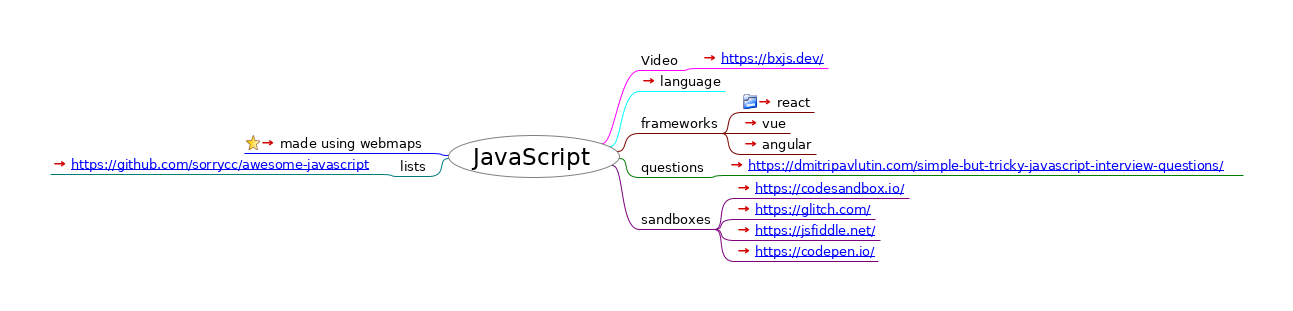 JavaScript
Video
https://bxjs.dev/
language
frameworks
react
vue
angular
questions
https://dmitripavlutin.com/simple-but-tricky-javascript-interview-questions/
sandboxes
https://codesandbox.io/
https://glitch.com/
https://jsfiddle.net/
https://codepen.io/
made using webmaps
lists
https://github.com/sorrycc/awesome-javascript